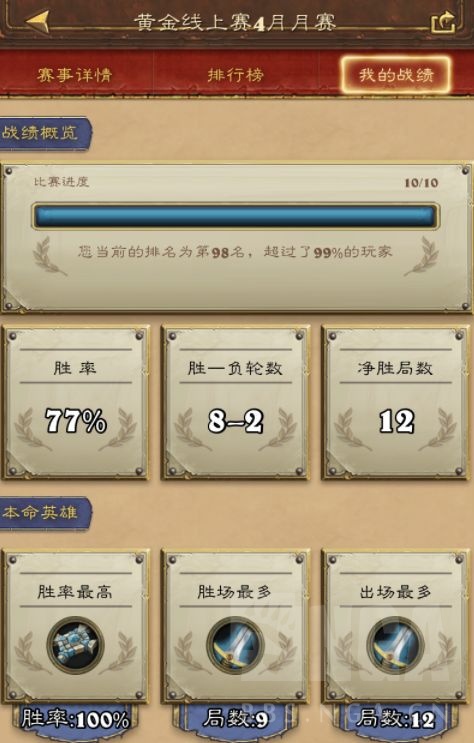 黄金线上赛4月月赛
赛事详情 排行榜 我的战绩
战绩概览
比赛进度 10/10
您当前的排名为第98名，超过了99%的玩家
胜率 胜一负轮数 净胜局数
77% 8-2 12
本命英雄
胜率最高 胜场最多 出场最多
胜率:100% 局数:9 局数:12